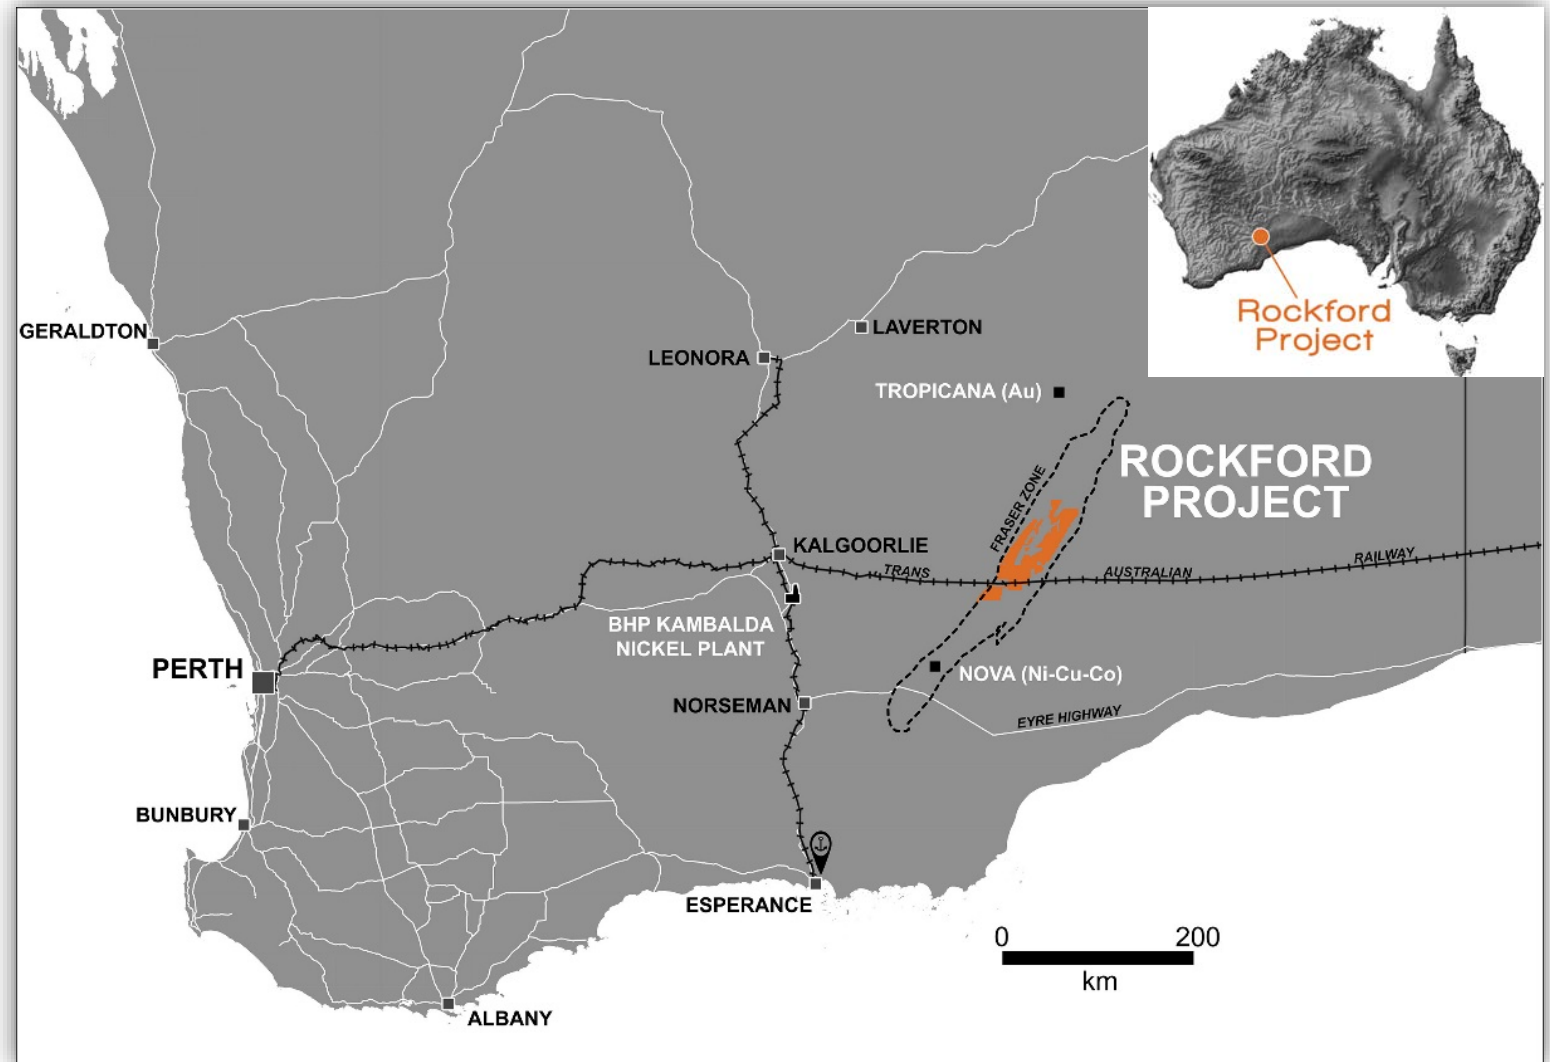 Rockford
Project
GERALDTON
LAVERTON
LEONORA
TROPICANA (Au)
ROCKFORD
PROJECT
FRASER ZONE
KALGOORLIE
TRANS
AUSTRALIAN
RAILWAY
BHP KAMBALDA
NICKEL PLANT
PERTH
NOVA (Ni-Cu-Co)
NORSEMAN
EYRE HIGHWAY
BUNBURY
ESPERANCE
0 200
km
ALBANY